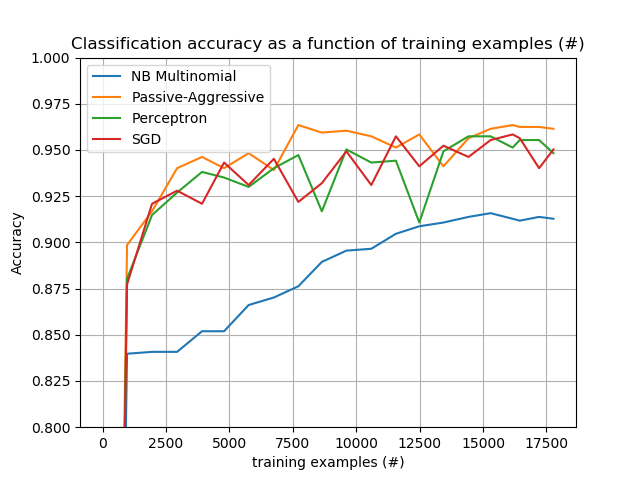 Classification accuracy as a function of training examples (#)
NB Multinomial
Passive-Aggressive
Perceptron
SGD
Accuracy
1.000
0.975
0.950
0.925
0.900
0.875
0.850
0.825
0.800
0 2500 5000 7500 10000 12500 15000 17500
training examples (#)